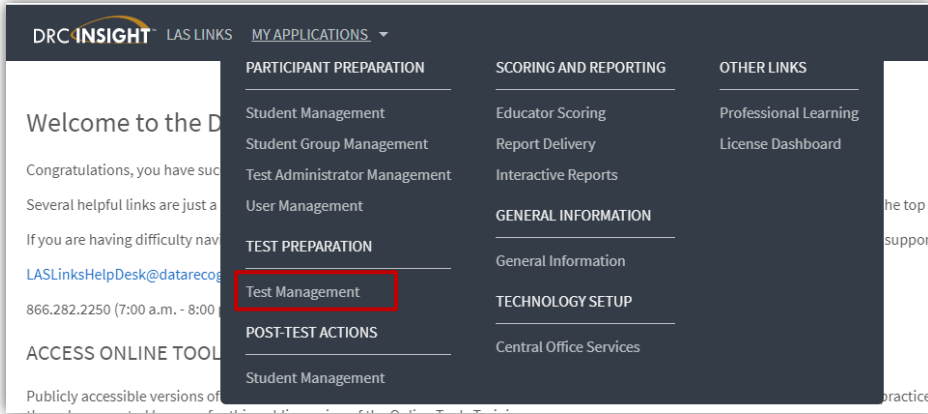 DRC INSIGHT LAS LINKS MY APPLICATIONS
PARTICIPANT PREPARATION
Student Management
Student Group Management
Test Administrator Management
User Management
TEST PREPARATION
Test Management
POST-TEST ACTIONS
Student Management
SCORING AND REPORTING
Educator Scoring
Report Delivery
Interactive Reports
GENERAL INFORMATION
General Information
TECHNOLOGY SETUP
Central Office Services
OTHER LINKS
Professional Learning
License Dashboard
Welcome to the D
Congratulations, you have suc
Several helpful links are just a
he top
If you are having difficulty navi
suppor
LASLinksHelpDesk@datarecog
866.282.2250 (7:00 a.m. - 8:00
ACCESS ONLINE TOOL
Publicly accessible versions of
practice